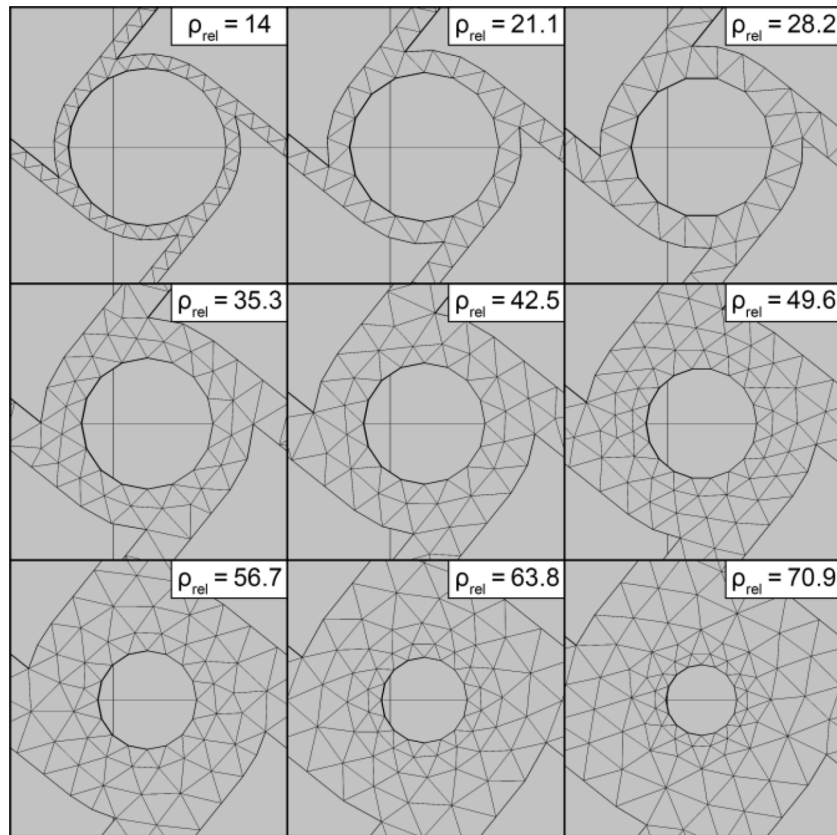 ρrel = 14
ρrel = 21.1
ρrel = 28.2
ρrel = 35.3
ρrel = 42.5
ρrel = 49.6
ρrel = 56.7
ρrel = 63.8
ρrel = 70.9